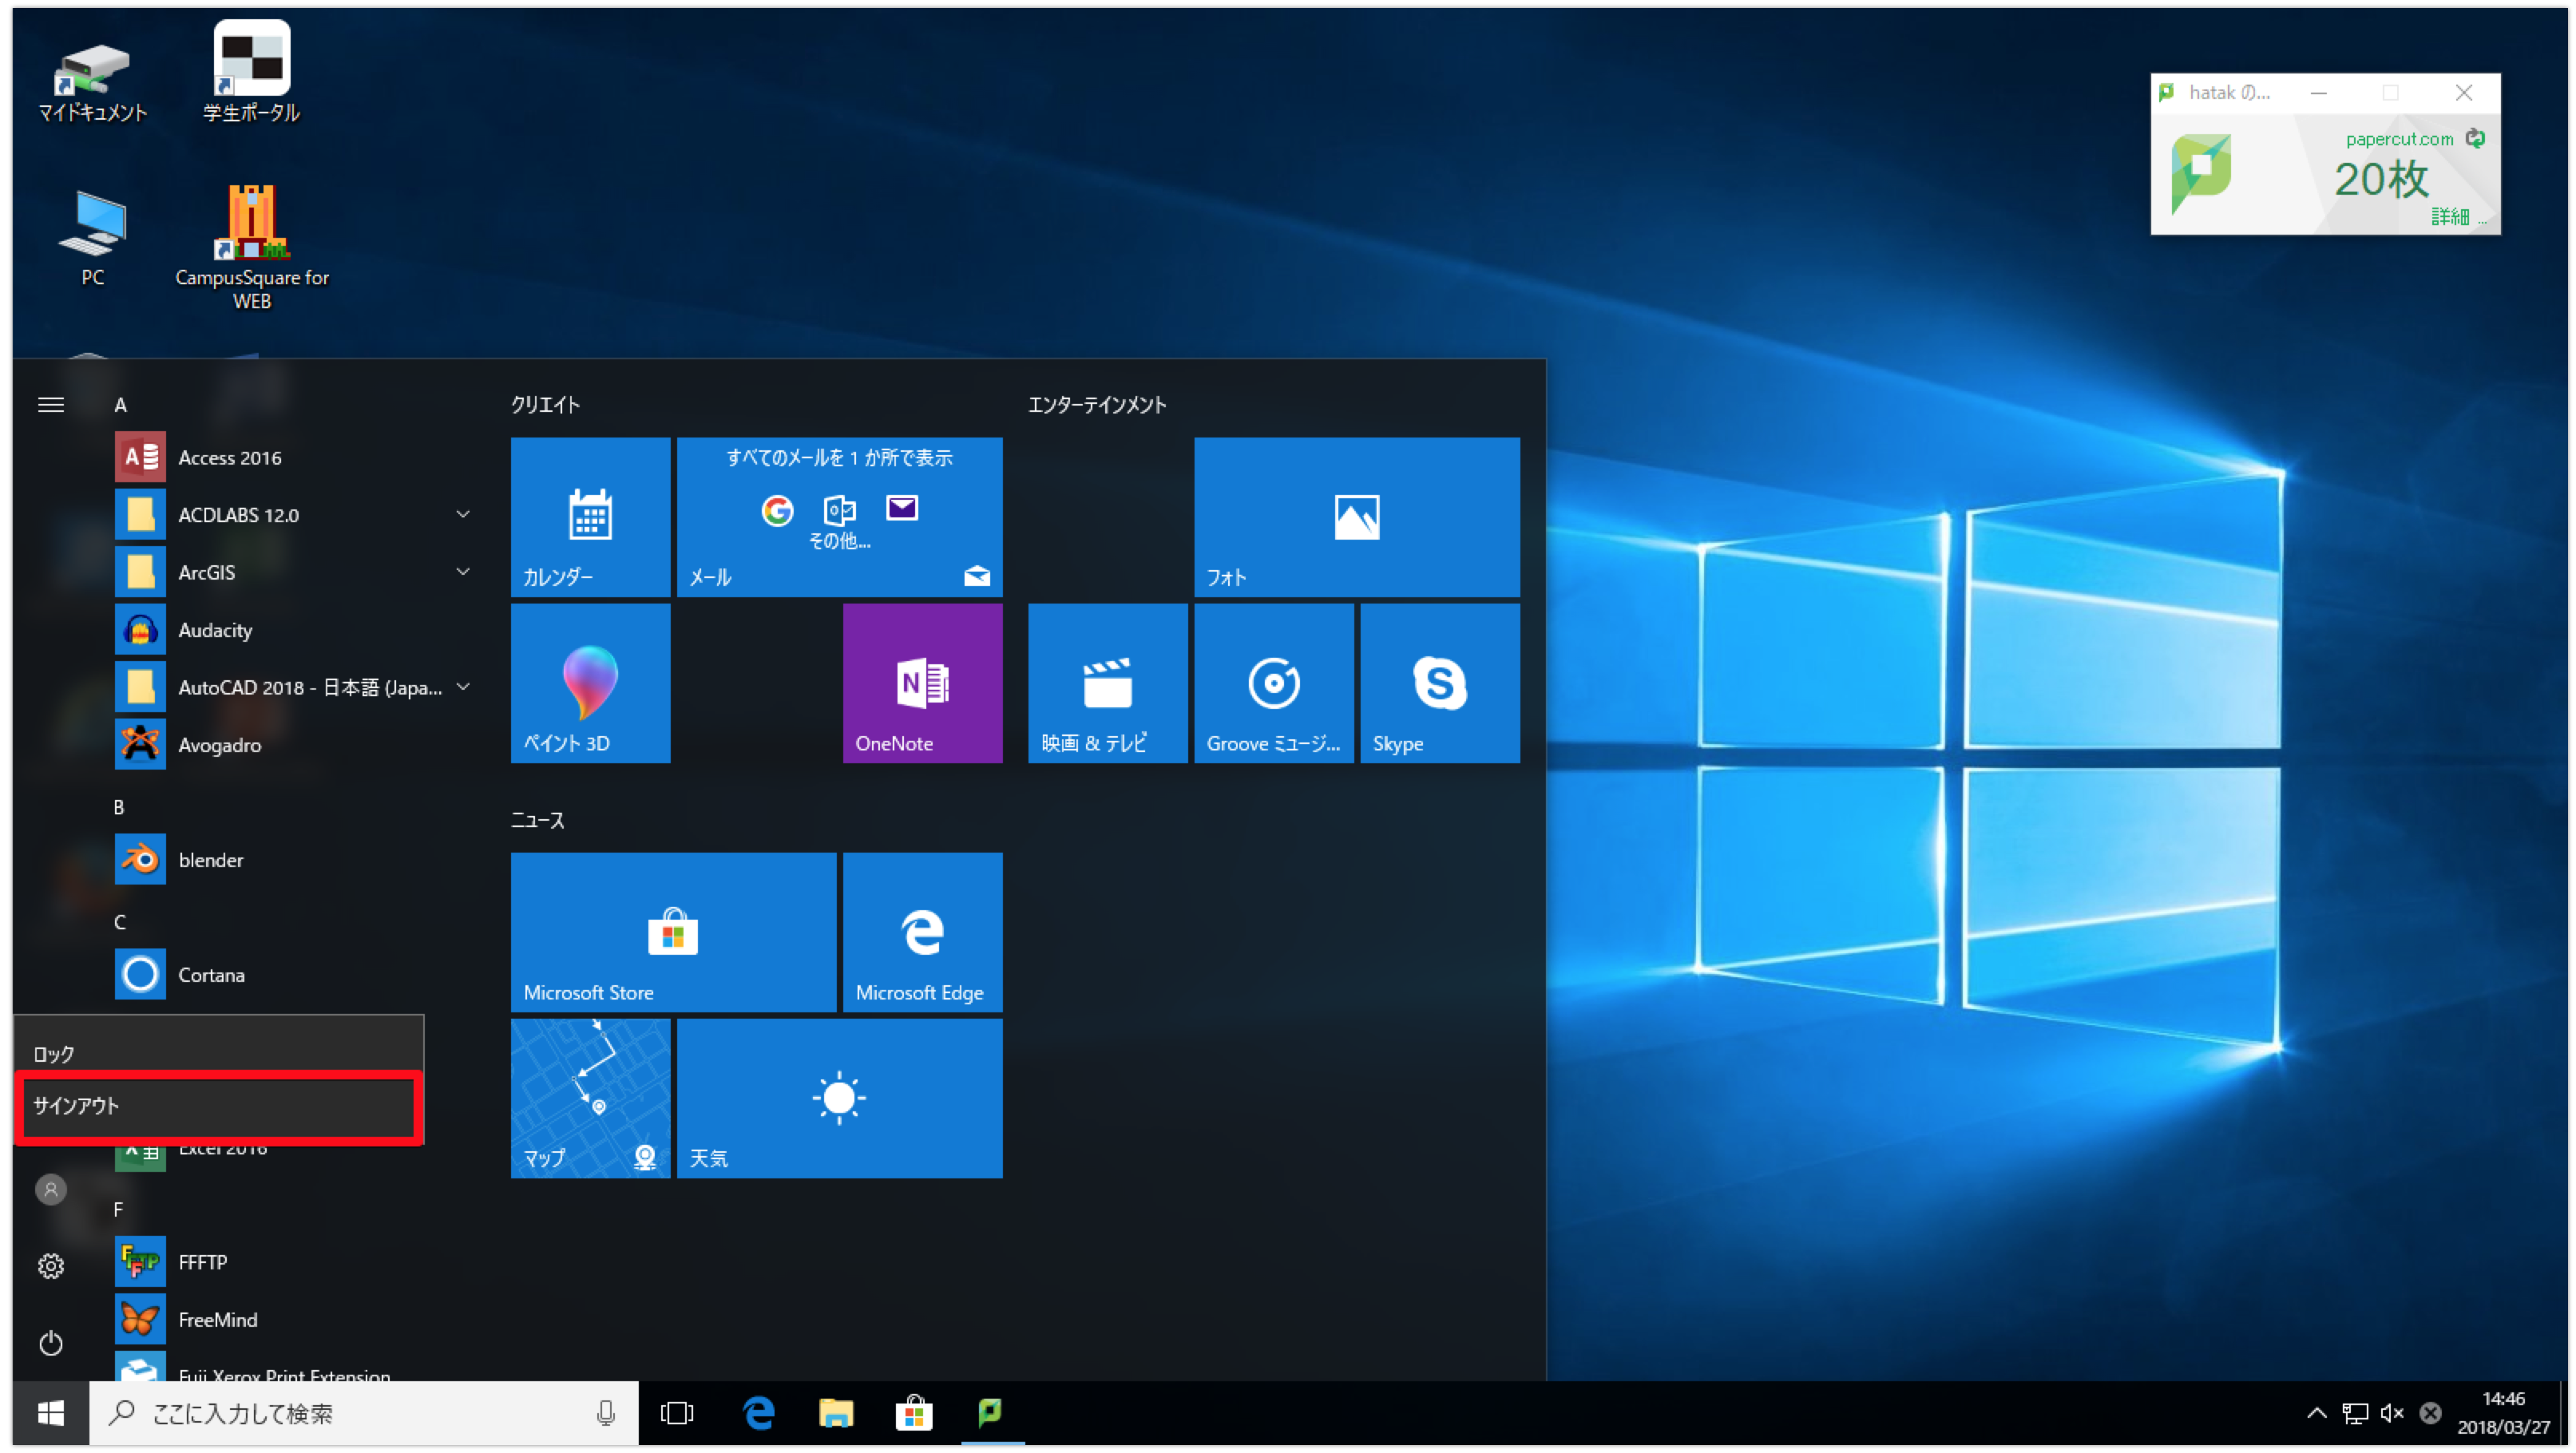 マイドキュメント
学生ポータル
PC
CampusSquare for
WEB
hatak の...
papercut.com
20枚
詳細 ...
A
Access 2016
ACDLABS 12.0
ArcGIS
Audacity
AutoCAD 2018 - 日本語 (Japa...
Avogadro
B
blender
C
Cortana
ロック
サインアウト
Excel 2016
F
FFFTP
FreeMind
Fuji Xerox Print Extension
クリエイト
カレンダー
すべてのメールを 1 か所で表示
その他...
メール
ペイント 3D
OneNote
エンターテインメント
フォト
映画 & テレビ
Groove ミュージ...
Skype
ニュース
Microsoft Store
Microsoft Edge
マップ
天気
ここに入力して検索
14:46
2018/03/27